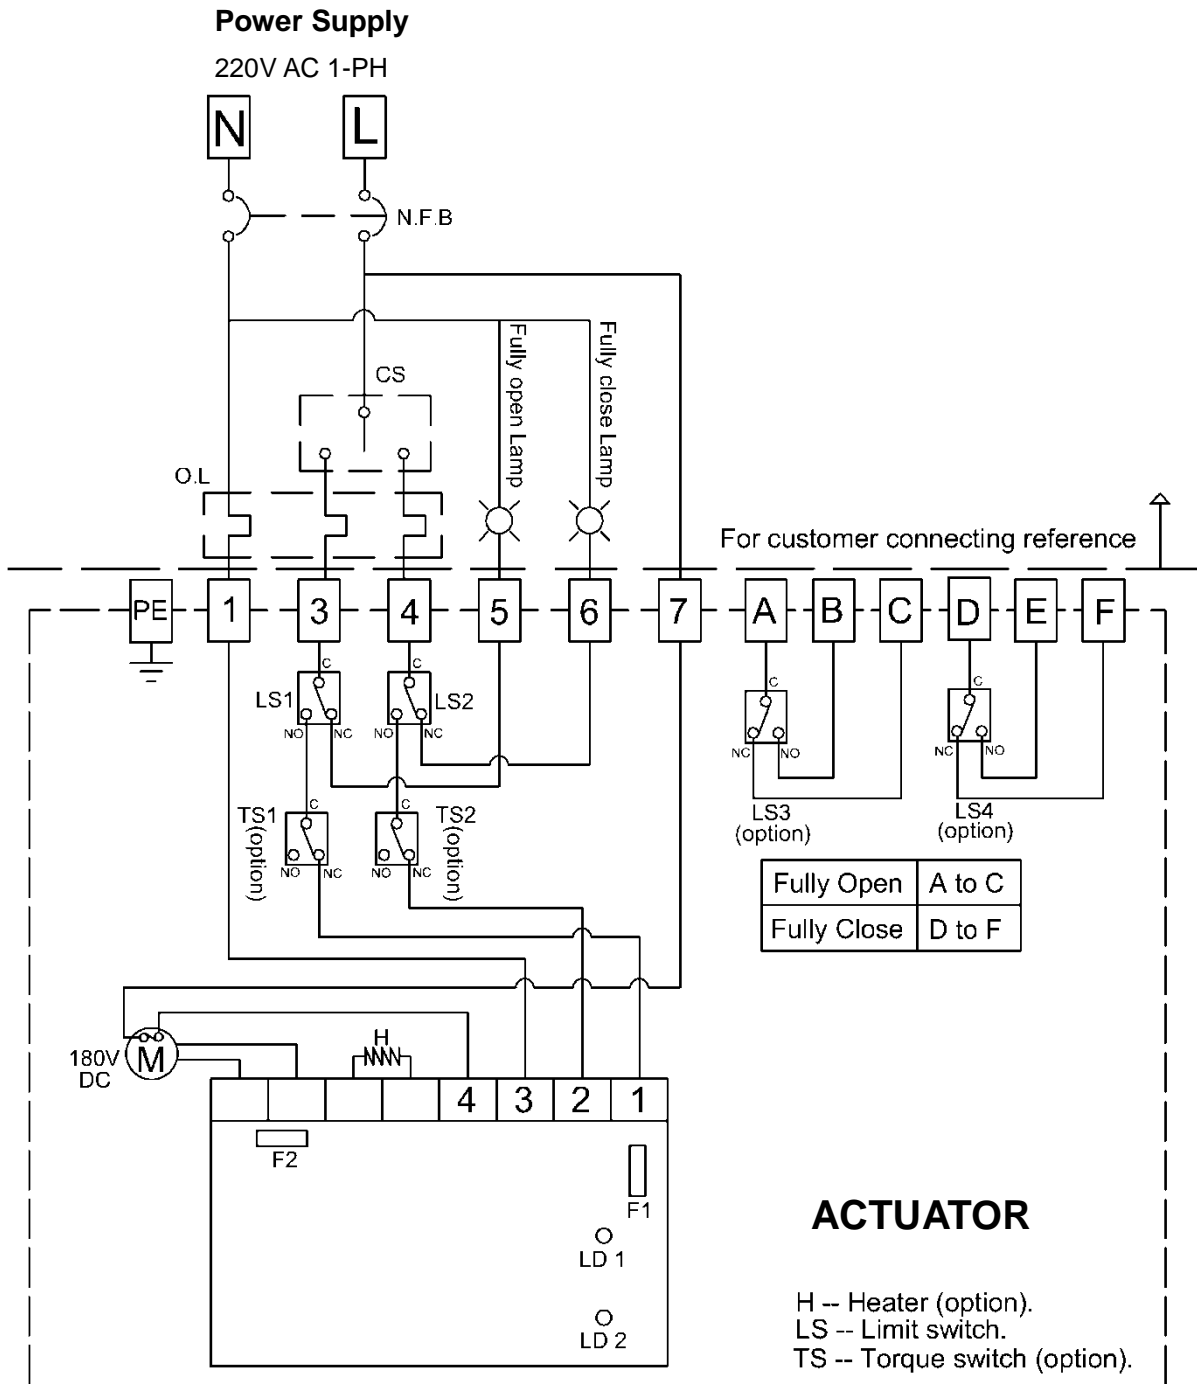 Power Supply
220V AC 1-PH
N L
N.F.B
Fully open Lamp
Fully close Lamp
CS
O.L
For customer connecting reference
PE 1 3 4 5 6 7 A B C D E F
C C C C
LS1 LS2
NO NC NO NC NC NO NC NO
TS1 (option) C C TS2 (option)
LS3 (option)
LS4 (option)
NO NC NO NC
Fully Open A to C
Fully Close D to F
H
180V DC M
4 3 2 1
F2
F1
LD 1
LD 2
ACTUATOR
H -- Heater (option).
LS -- Limit switch.
TS -- Torque switch (option).